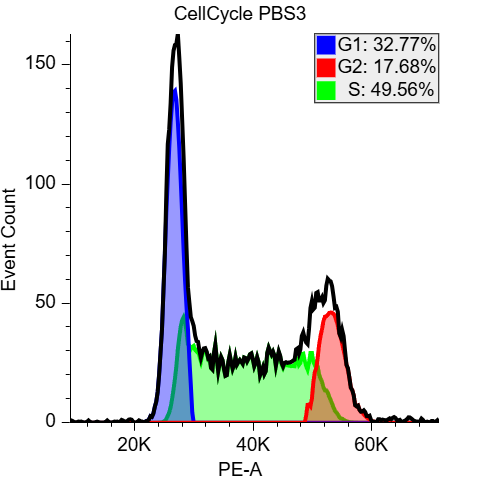 CellCycle PBS3
G1: 32.77%
G2: 17.68%
S: 49.56%
Event Count
150
100
50
0
20K 40K 60K
PE-A